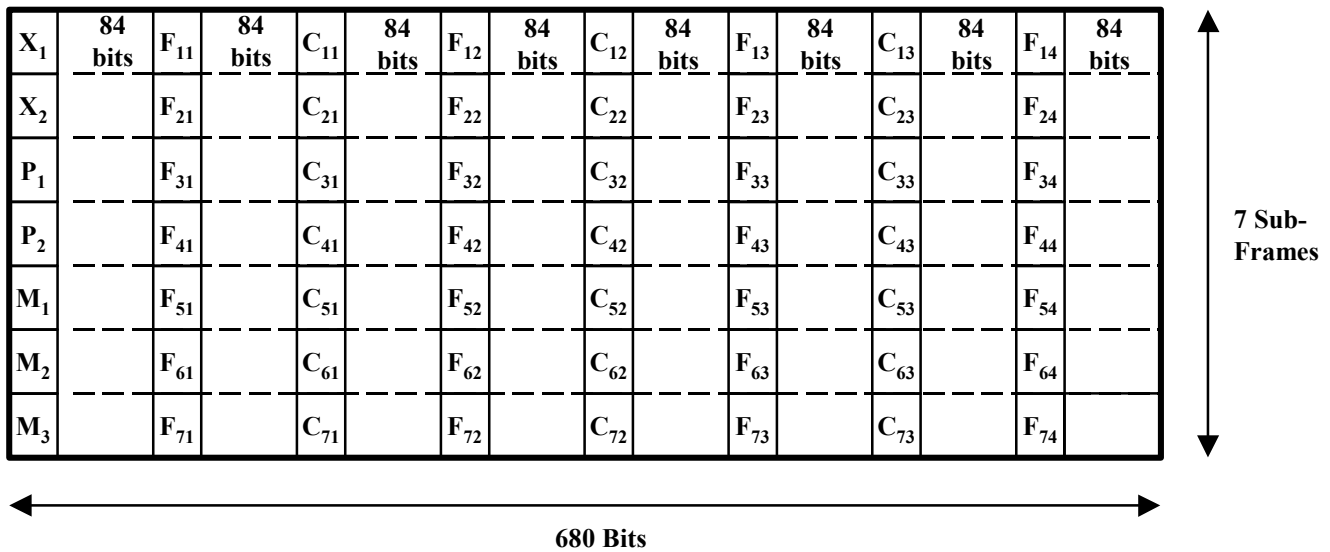 X1 84 bits F11 84 bits C11 84 bits F12 84 bits C12 84 bits F13 84 bits C13 84 bits F14 84 bits
X2 F21 C21 F22 C22 F23 C23 F24
P1 F31 C31 F32 C32 F33 C33 F34
P2 F41 C41 F42 C42 F43 C43 F44
M1 F51 C51 F52 C52 F53 C53 F54
M2 F61 C61 F62 C62 F63 C63 F64
M3 F71 C71 F72 C72 F73 C73 F74
7 Sub-
Frames
680 Bits